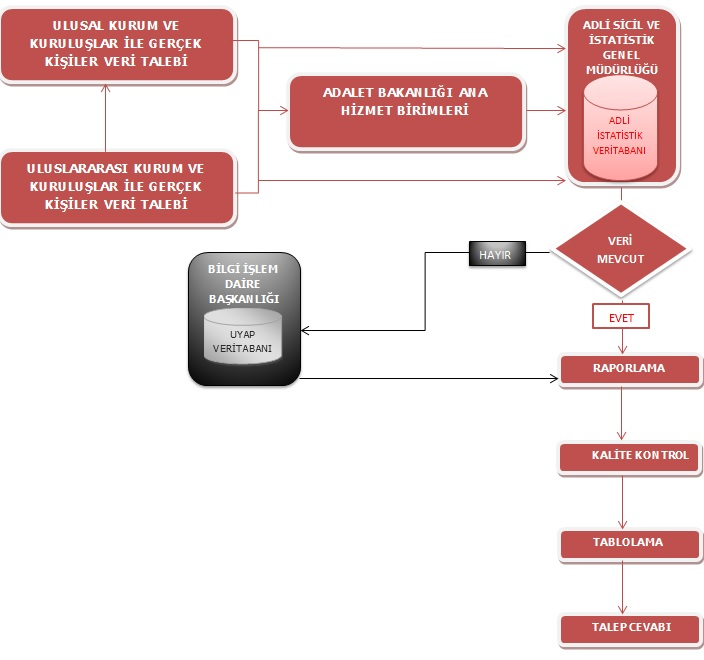 ULUSAL KURUM VE
KURULUŞLAR İLE GERÇEK
KİŞİLER VERİ TALEBİ
ADLİ SİCİL VE
İSTATİSTİK
GENEL
MÜDÜRLÜĞÜ
ADLİ
İSTATİSTİK
VERİTABANI
ADALET BAKANLIĞI ANA
HİZMET BİRİMLERİ
ULUSLARARASI KURUM VE
KURULUŞLAR İLE GERÇEK
KİŞİLER VERİ TALEBİ
VERİ
MEVCUT
HAYIR
BİLGİ İŞLEM
DAİRE
BAŞKANLIĞI
UYAP
VERİTABANI
EVET
RAPORLAMA
KALİTE KONTROL
TABLOLAMA
TALEP CEVABI